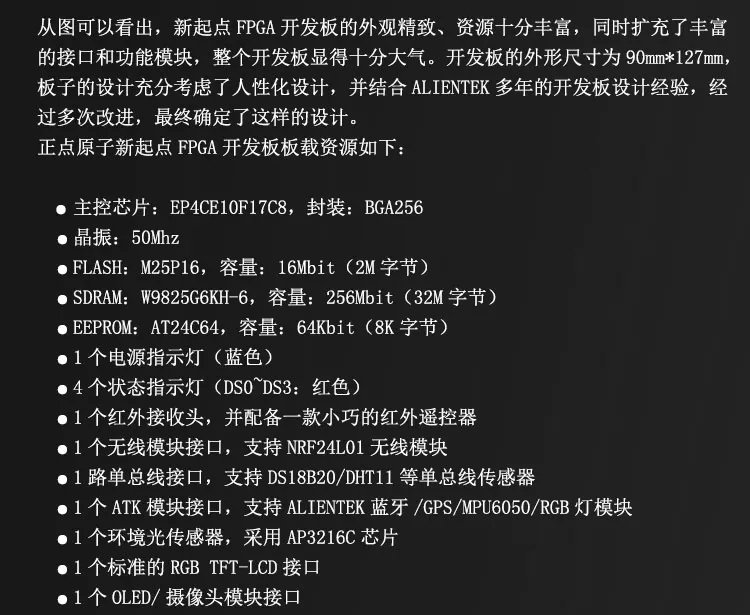 从图可以看出，新起点 FPGA 开发板的外观精致、资源十分丰富，同时扩充了丰富
的接口和功能模块，整个开发板显得十分大气。开发板的外形尺寸为 90mm*127mm，
板子的设计充分考虑了人性化设计，并结合 ALIENTEK 多年的开发板设计经验，经
过多次改进，最终确定了这样的设计。
正点原子新起点 FPGA 开发板板载资源如下：
● 主控芯片：EP4CE10F17C8，封装：BGA256
● 晶振：50Mhz
● FLASH：M25P16，容量：16Mbit（2M 字节）
● SDRAM：W9825G6KH-6，容量：256Mbit（32M 字节）
● EEPROM：AT24C64，容量：64Kbit（8K 字节）
● 1 个电源指示灯（蓝色）
● 4 个状态指示灯（DS0~DS3：红色）
● 1 个红外接收头，并配备一款小巧的红外遥控器
● 1 个无线模块接口，支持 NRF24L01 无线模块
● 1 路单总线接口，支持 DS18B20/DHT11 等单总线传感器
● 1 个 ATK 模块接口，支持 ALIENTEK 蓝牙 /GPS/MPU6050/RGB 灯模块
● 1 个环境光传感器，采用 AP3216C 芯片
● 1 个标准的 RGB TFT-LCD 接口
● 1 个 OLED/ 摄像头模块接口